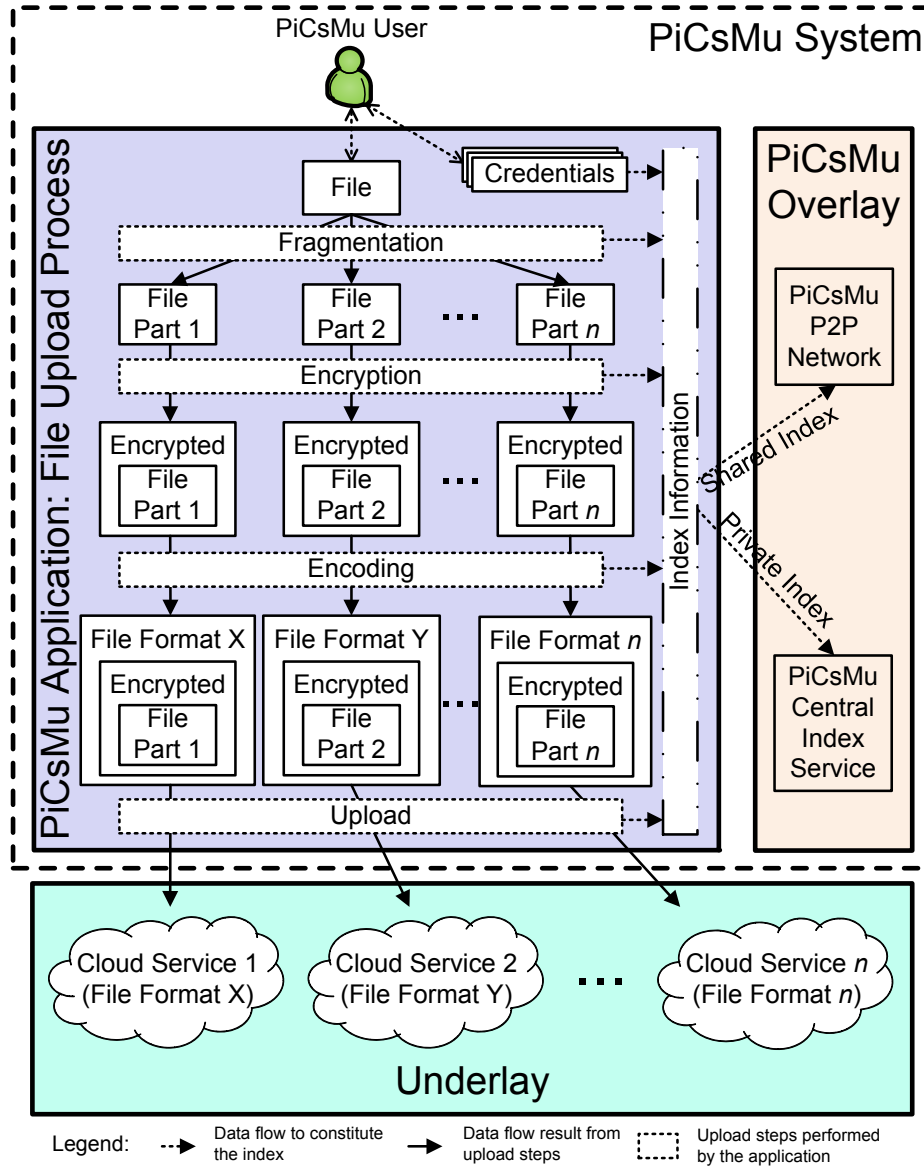 PiCsMu User
PiCsMu System
PiCsMu Application: File Upload Process
File
Credentials
Fragmentation
File
Part 1
File
Part 2
...
File
Part n
Encryption
Encrypted
File
Part 1
Encrypted
File
Part 2
...
Encrypted
File
Part n
Encoding
File Format X
Encrypted
File
Part 1
File Format Y
Encrypted
File
Part 2
...
File Format n
Encrypted
File
Part n
Upload
Index Information
Shared Index
Private Index
PiCsMu
Overlay
PiCsMu
P2P
Network
PiCsMu
Central
Index
Service
Cloud Service 1
(File Format X)
Cloud Service 2
(File Format Y)
...
Cloud Service n
(File Format n)
Underlay
Legend:
Data flow to constitute
the index
Data flow result from
upload steps
Upload steps performed
by the application